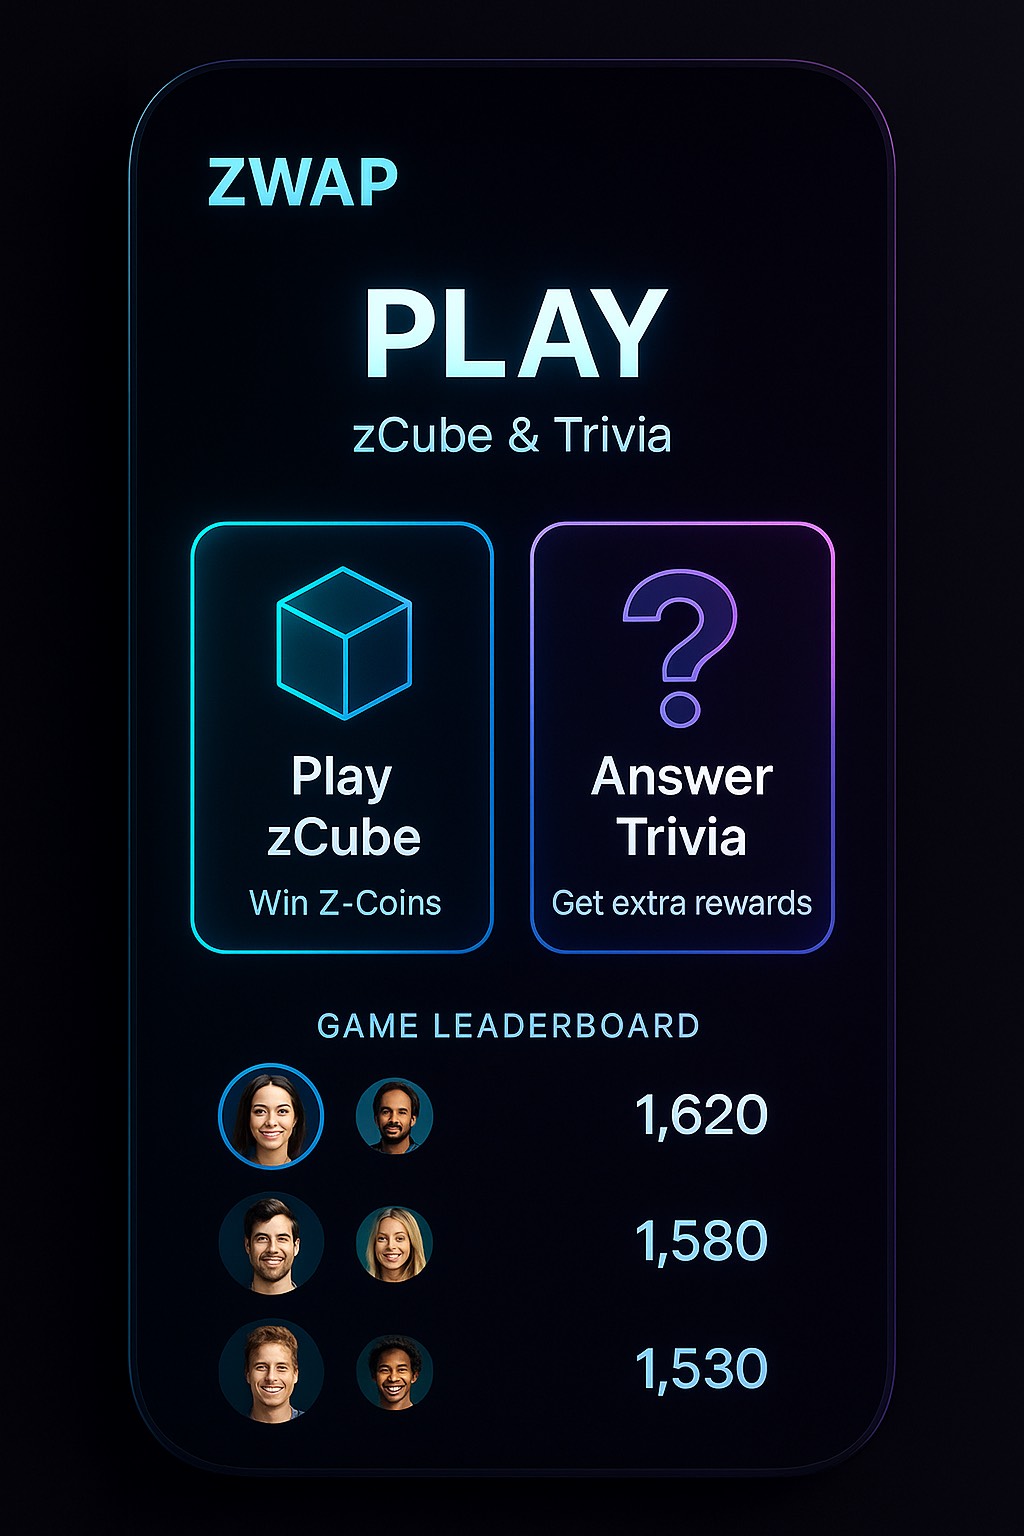 ZWAP
PLAY
zCube & Trivia
Play
zCube
Win Z-Coins
Answer
Trivia
Get extra rewards
GAME LEADERBOARD
1,620
1,580
1,530